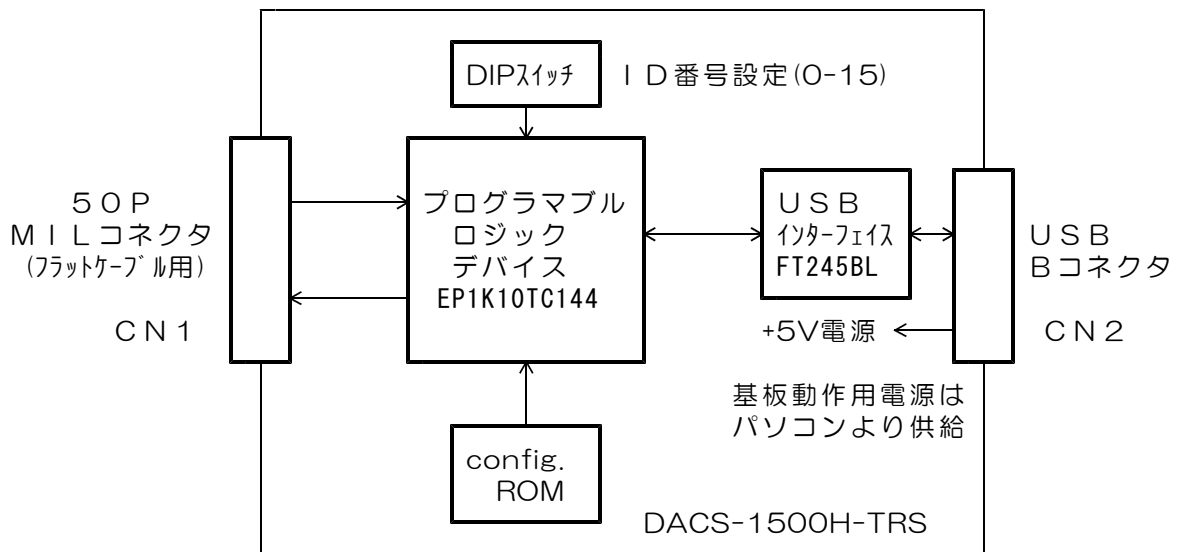 DIPｽｲｯﾁ
ＩＤ番号設定(0-15)
５０Ｐ
ＭＩＬコネクタ
(ﾌﾗｯﾄｹｰﾌﾞﾙ用)
ＣＮ１
プログラマブル
ロジック
デバイス
EP1K10TC144
ＵＳＢ
ｲﾝﾀｰﾌｪｲｽ
FT245BL
ＵＳＢ
Ｂコネクタ
ＣＮ２
+5V電源
基板動作用電源は
パソコンより供給
config.
ROM
DACS-1500H-TRS